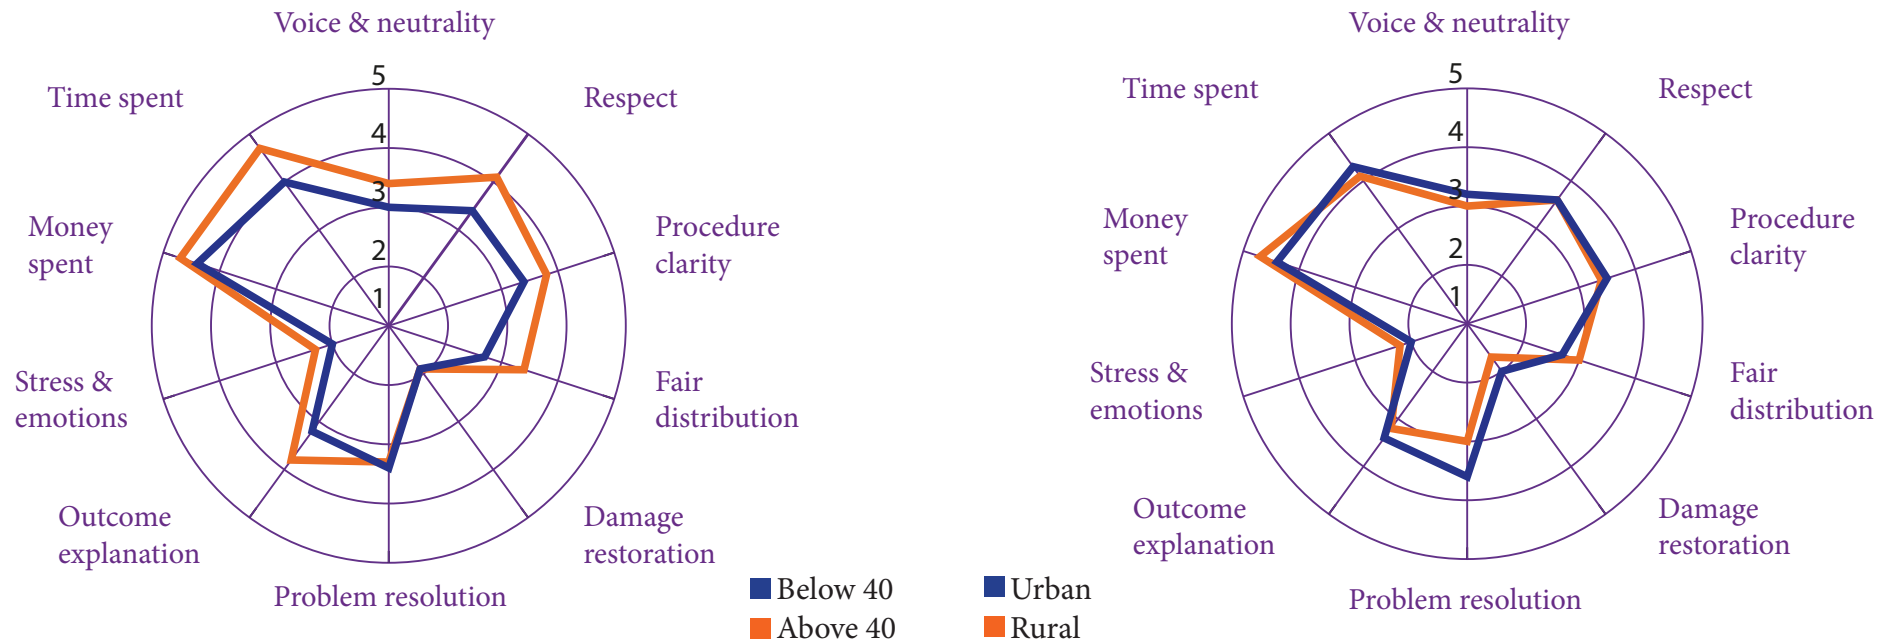 Voice & neutrality
5
Time spent
Respect
4
3
Money
spent
Procedure
clarity
2
1
Stress &
emotions
Fair
distribution
Outcome
explanation
Damage
restoration
Problem resolution
Voice & neutrality
5
Time spent
Respect
4
3
Money
spent
Procedure
clarity
2
1
Stress &
emotions
Fair
distribution
Outcome
explanation
Damage
restoration
Problem resolution
Below 40
Above 40
Urban
Rural